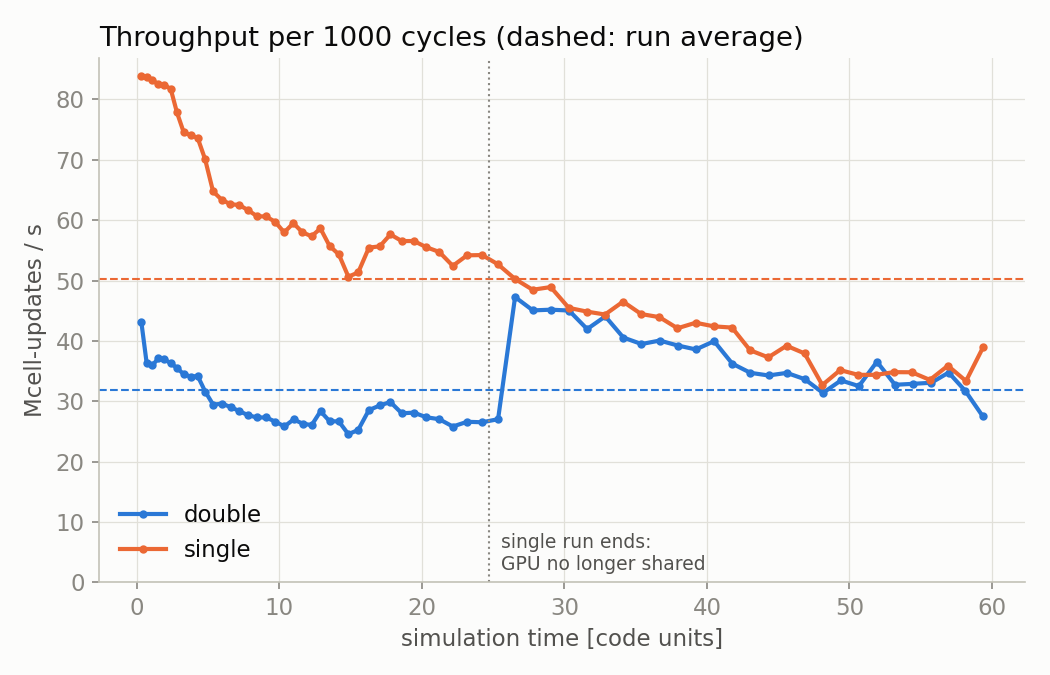 Throughput per 1000 cycles (dashed: run average)
80
70
60
50
40
30
20
10
0
Mcell-updates / s
double
single
single run ends:
GPU no longer shared
0 10 20 30 40 50 60
simulation time [code units]